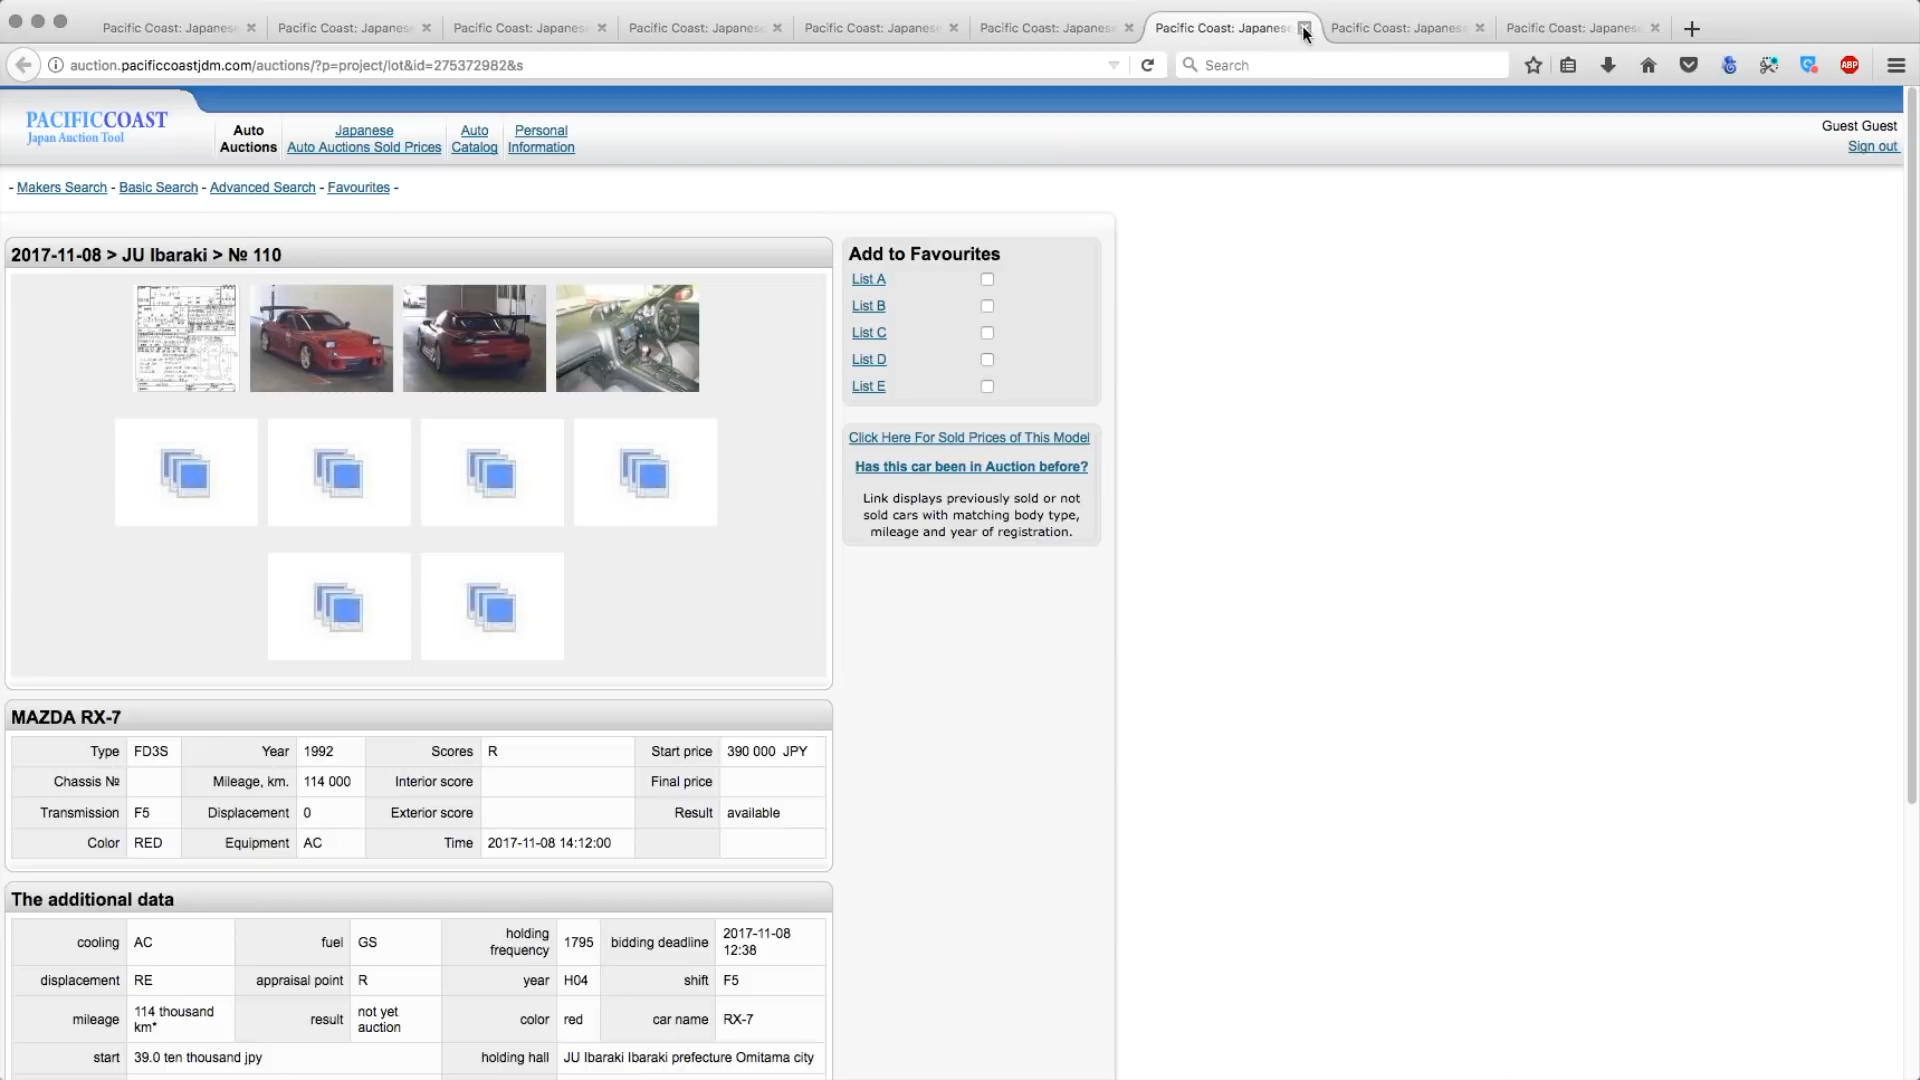 Pacific Coast: Japanese
Pacific Coast: Japanese
Pacific Coast: Japanese
Pacific Coast: Japanese
Pacific Coast: Japanese
Pacific Coast: Japanese
Pacific Coast: Japanese
Pacific Coast: Japanese
Pacific Coast: Japanese
auction.pacificcoastjdm.com/auctions/?p=project/lot&id=275372982&s
Search
ABP
PACIFICCOAST
Japan Auction Tool
Auto
Auctions
Japanese
Auto Auctions Sold Prices
Auto
Catalog
Personal
Information
Guest Guest
Sign out
- Makers Search - Basic Search - Advanced Search - Favourites -
2017-11-08 > JU Ibaraki > № 110
Add to Favourites
List A
List B
List C
List D
List E
Click Here For Sold Prices of This Model
Has this car been in Auction before?
Link displays previously sold or not
sold cars with matching body type,
mileage and year of registration.
MAZDA RX-7
Type FD3S Year 1992 Scores R Start price 390 000 JPY
Chassis № Mileage, km. 114 000 Interior score Final price
Transmission F5 Displacement 0 Exterior score Result available
Color RED Equipment AC Time 2017-11-08 14:12:00
The additional data
cooling AC fuel GS holding frequency 1795 bidding deadline 2017-11-08 12:38
displacement RE appraisal point R year H04 shift F5
mileage 114 thousand km* result not yet auction color red car name RX-7
start 39.0 ten thousand jpy holding hall JU Ibaraki Ibaraki prefecture Omitama city